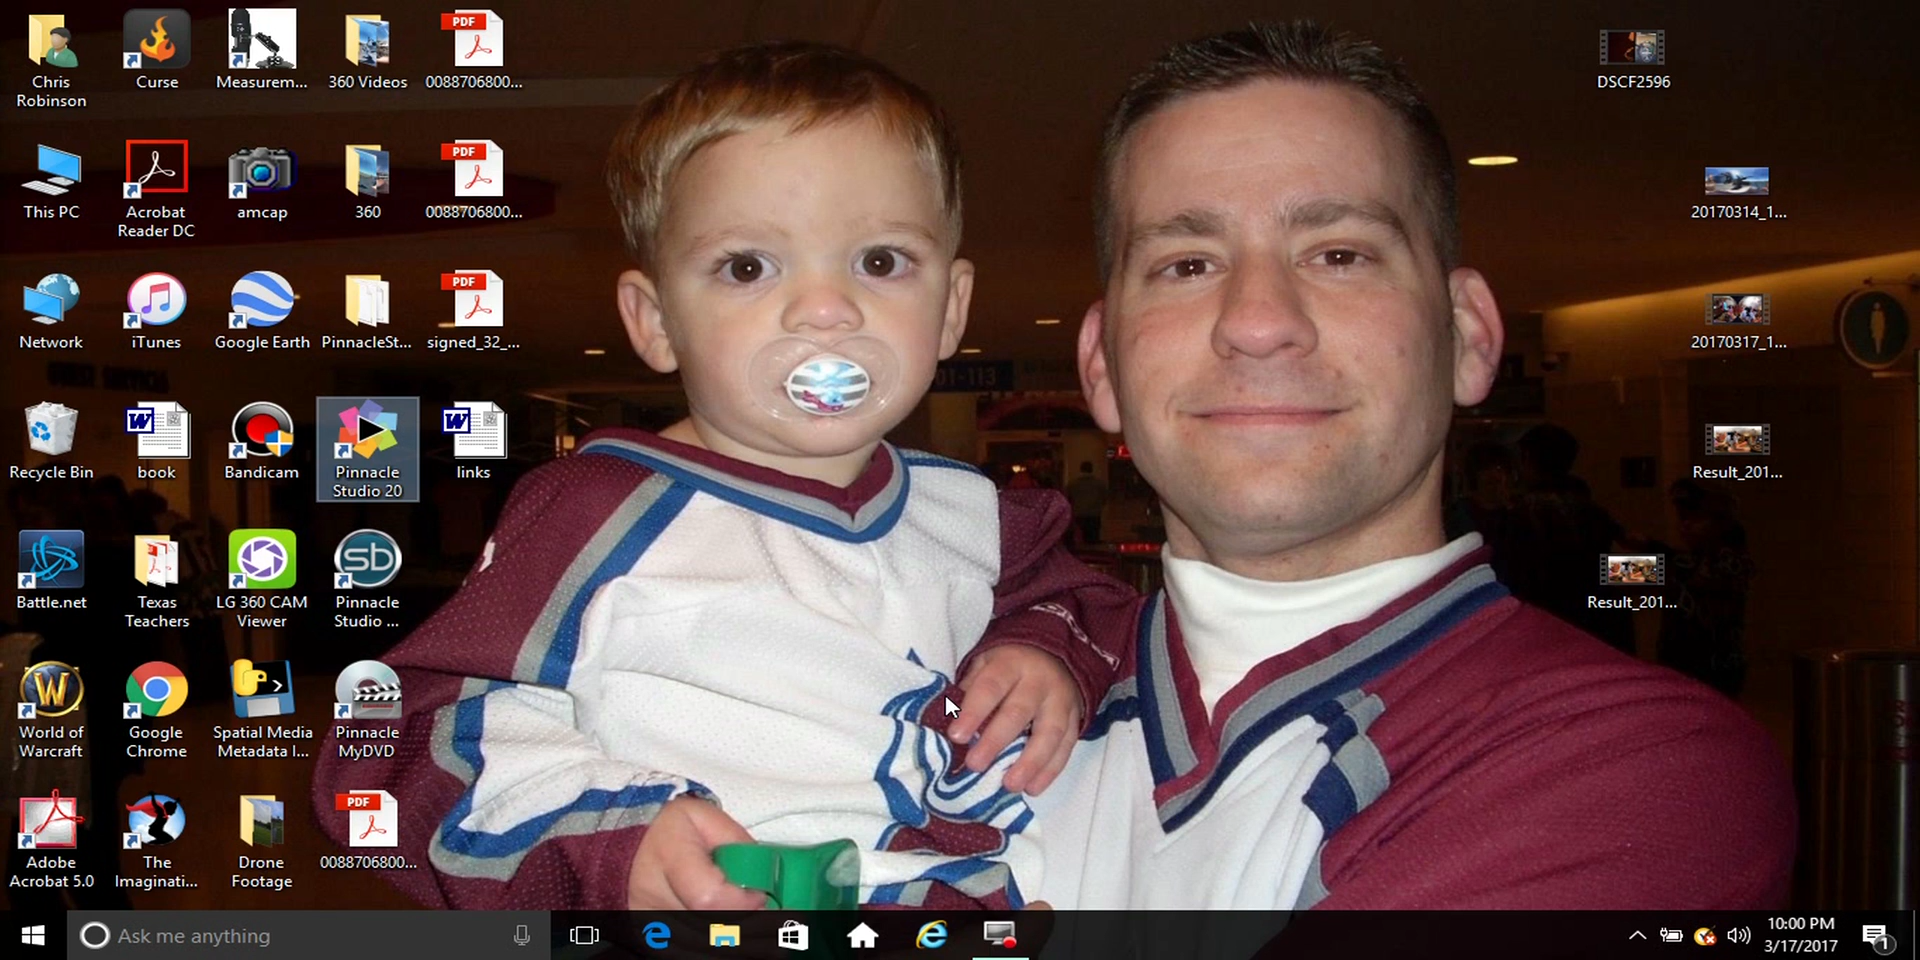 Chris
Robinson
Curse
Measurem...
360 Videos
0088706800...
DSCF2596
This PC
Acrobat
Reader DC
amcap
360
0088706800...
20170314_1...
Network
iTunes
Google Earth
PinnacleSt...
signed_32_...
20170317_1...
Recycle Bin
book
Bandicam
Pinnacle
Studio 20
links
Result_201...
Battle.net
Texas
Teachers
LG 360 CAM
Viewer
Pinnacle
Studio ...
Result_201...
World of
Warcraft
Google
Chrome
Spatial Media
Metadata I...
Pinnacle
MyDVD
Adobe
Acrobat 5.0
The
Imaginati...
Drone
Footage
0088706800...
PDF
PDF
PDF
PDF
W
W
sb
W
01-113
Ask me anything
10:00 PM
3/17/2017
1